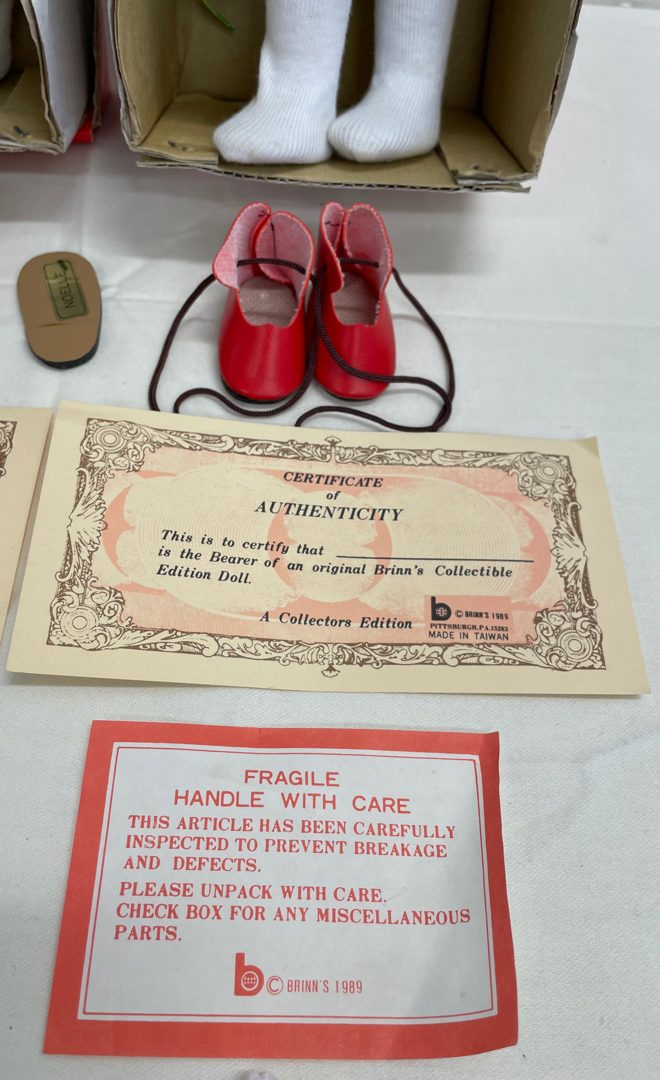 NOELLE
CERTIFICATE
of
AUTHENTICITY
This is to certify that
is the Bearer of an original Brinn's Collectible
Edition Doll.
A Collectors Edition
b © BRINN'S 1989
PITTSBURGH, P.A. 15203
MADE IN TAIWAN
FRAGILE
HANDLE WITH CARE
THIS ARTICLE HAS BEEN CAREFULLY
INSPECTED TO PREVENT BREAKAGE
AND DEFECTS.
PLEASE UNPACK WITH CARE.
CHECK BOX FOR ANY MISCELLANEOUS
PARTS.
b © BRINN'S 1989